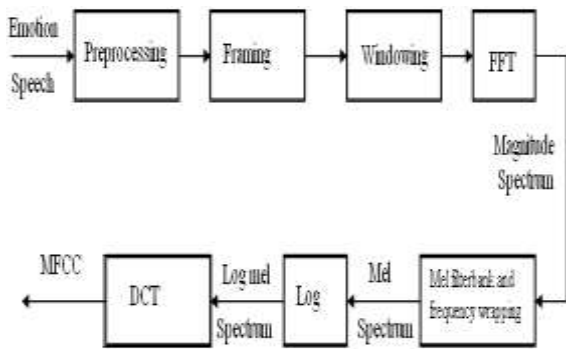 Emotion
Speech
Preprocessing
Framing
Windowing
FFT
Magnitude
Spectrum
Mel filterbank and
frequency wrapping
Mel
Spectrum
Log
Log mel
Spectrum
DCT
MFCC